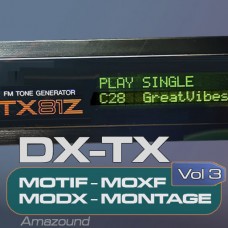 FM TONE GENERATOR
TX81Z
PLAY SINGLE
C28 GreatVibes
DX-TX
Vol 3
MOTIF - MOXF
MODX - MONTAGE
Amazound